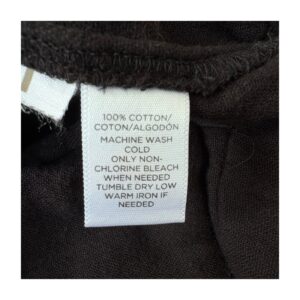 100% COTTON/
COTON/ALGODÓN
MACHINE WASH
COLD
ONLY NON-
CHLORINE BLEACH
WHEN NEEDED
TUMBLE DRY LOW
WARM IRON IF
NEEDED